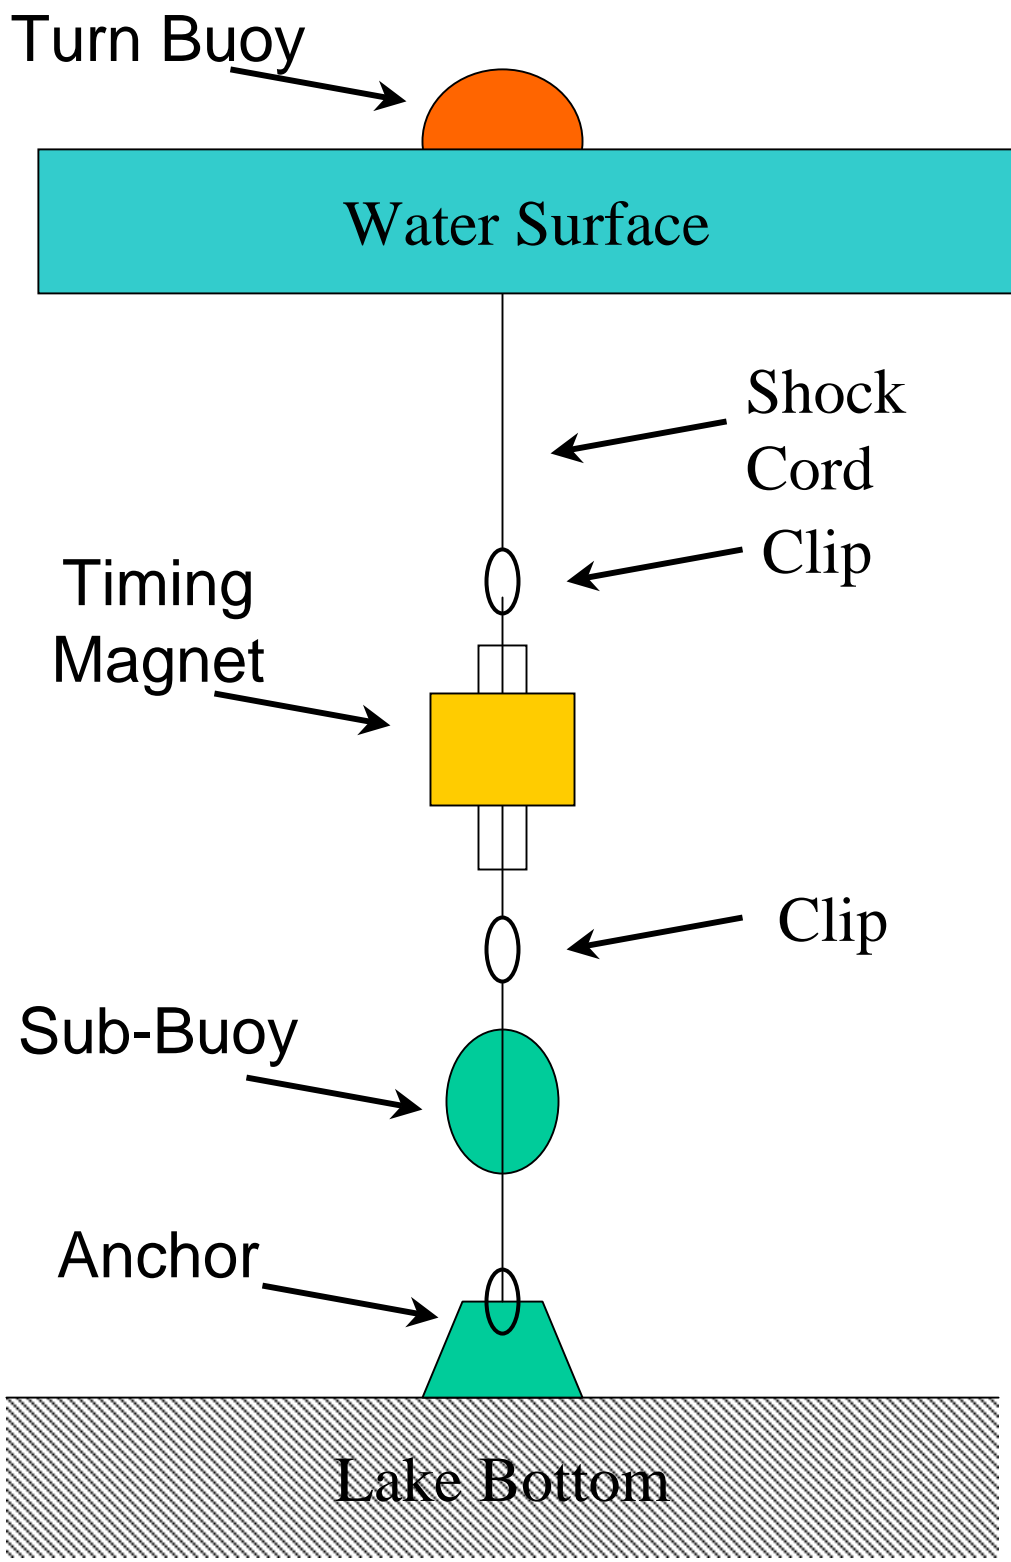 Turn Buoy
Water Surface
Shock
Cord
Clip
Timing
Magnet
Clip
Sub-Buoy
Anchor
Lake Bottom